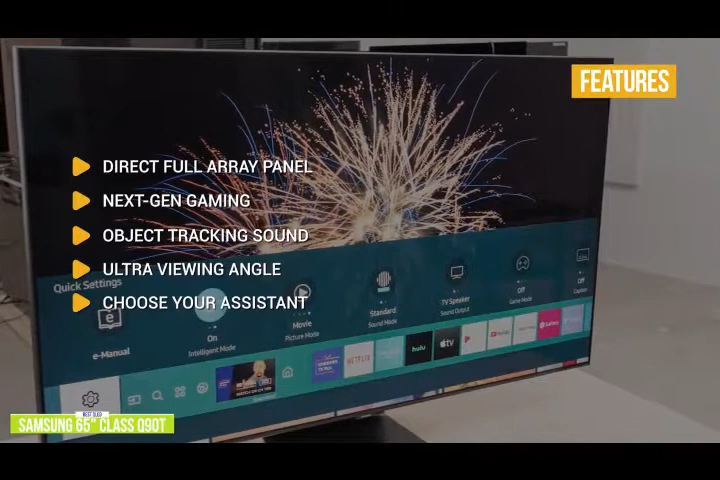 FEATURES
DIRECT FULL ARRAY PANEL
NEXT-GEN GAMING
OBJECT TRACKING SOUND
ULTRA VIEWING ANGLE
CHOOSE YOUR ASSISTANT
Quick Settings
e-Manual
On
Intelligent Mode
Movie
Picture Mode
Standard
Sound Mode
TV Speaker
Sound Output
Off
Game Mode
Off
Caption
NETFLIX
hulu
tv
SAMSUNG 65" CLASS Q90T